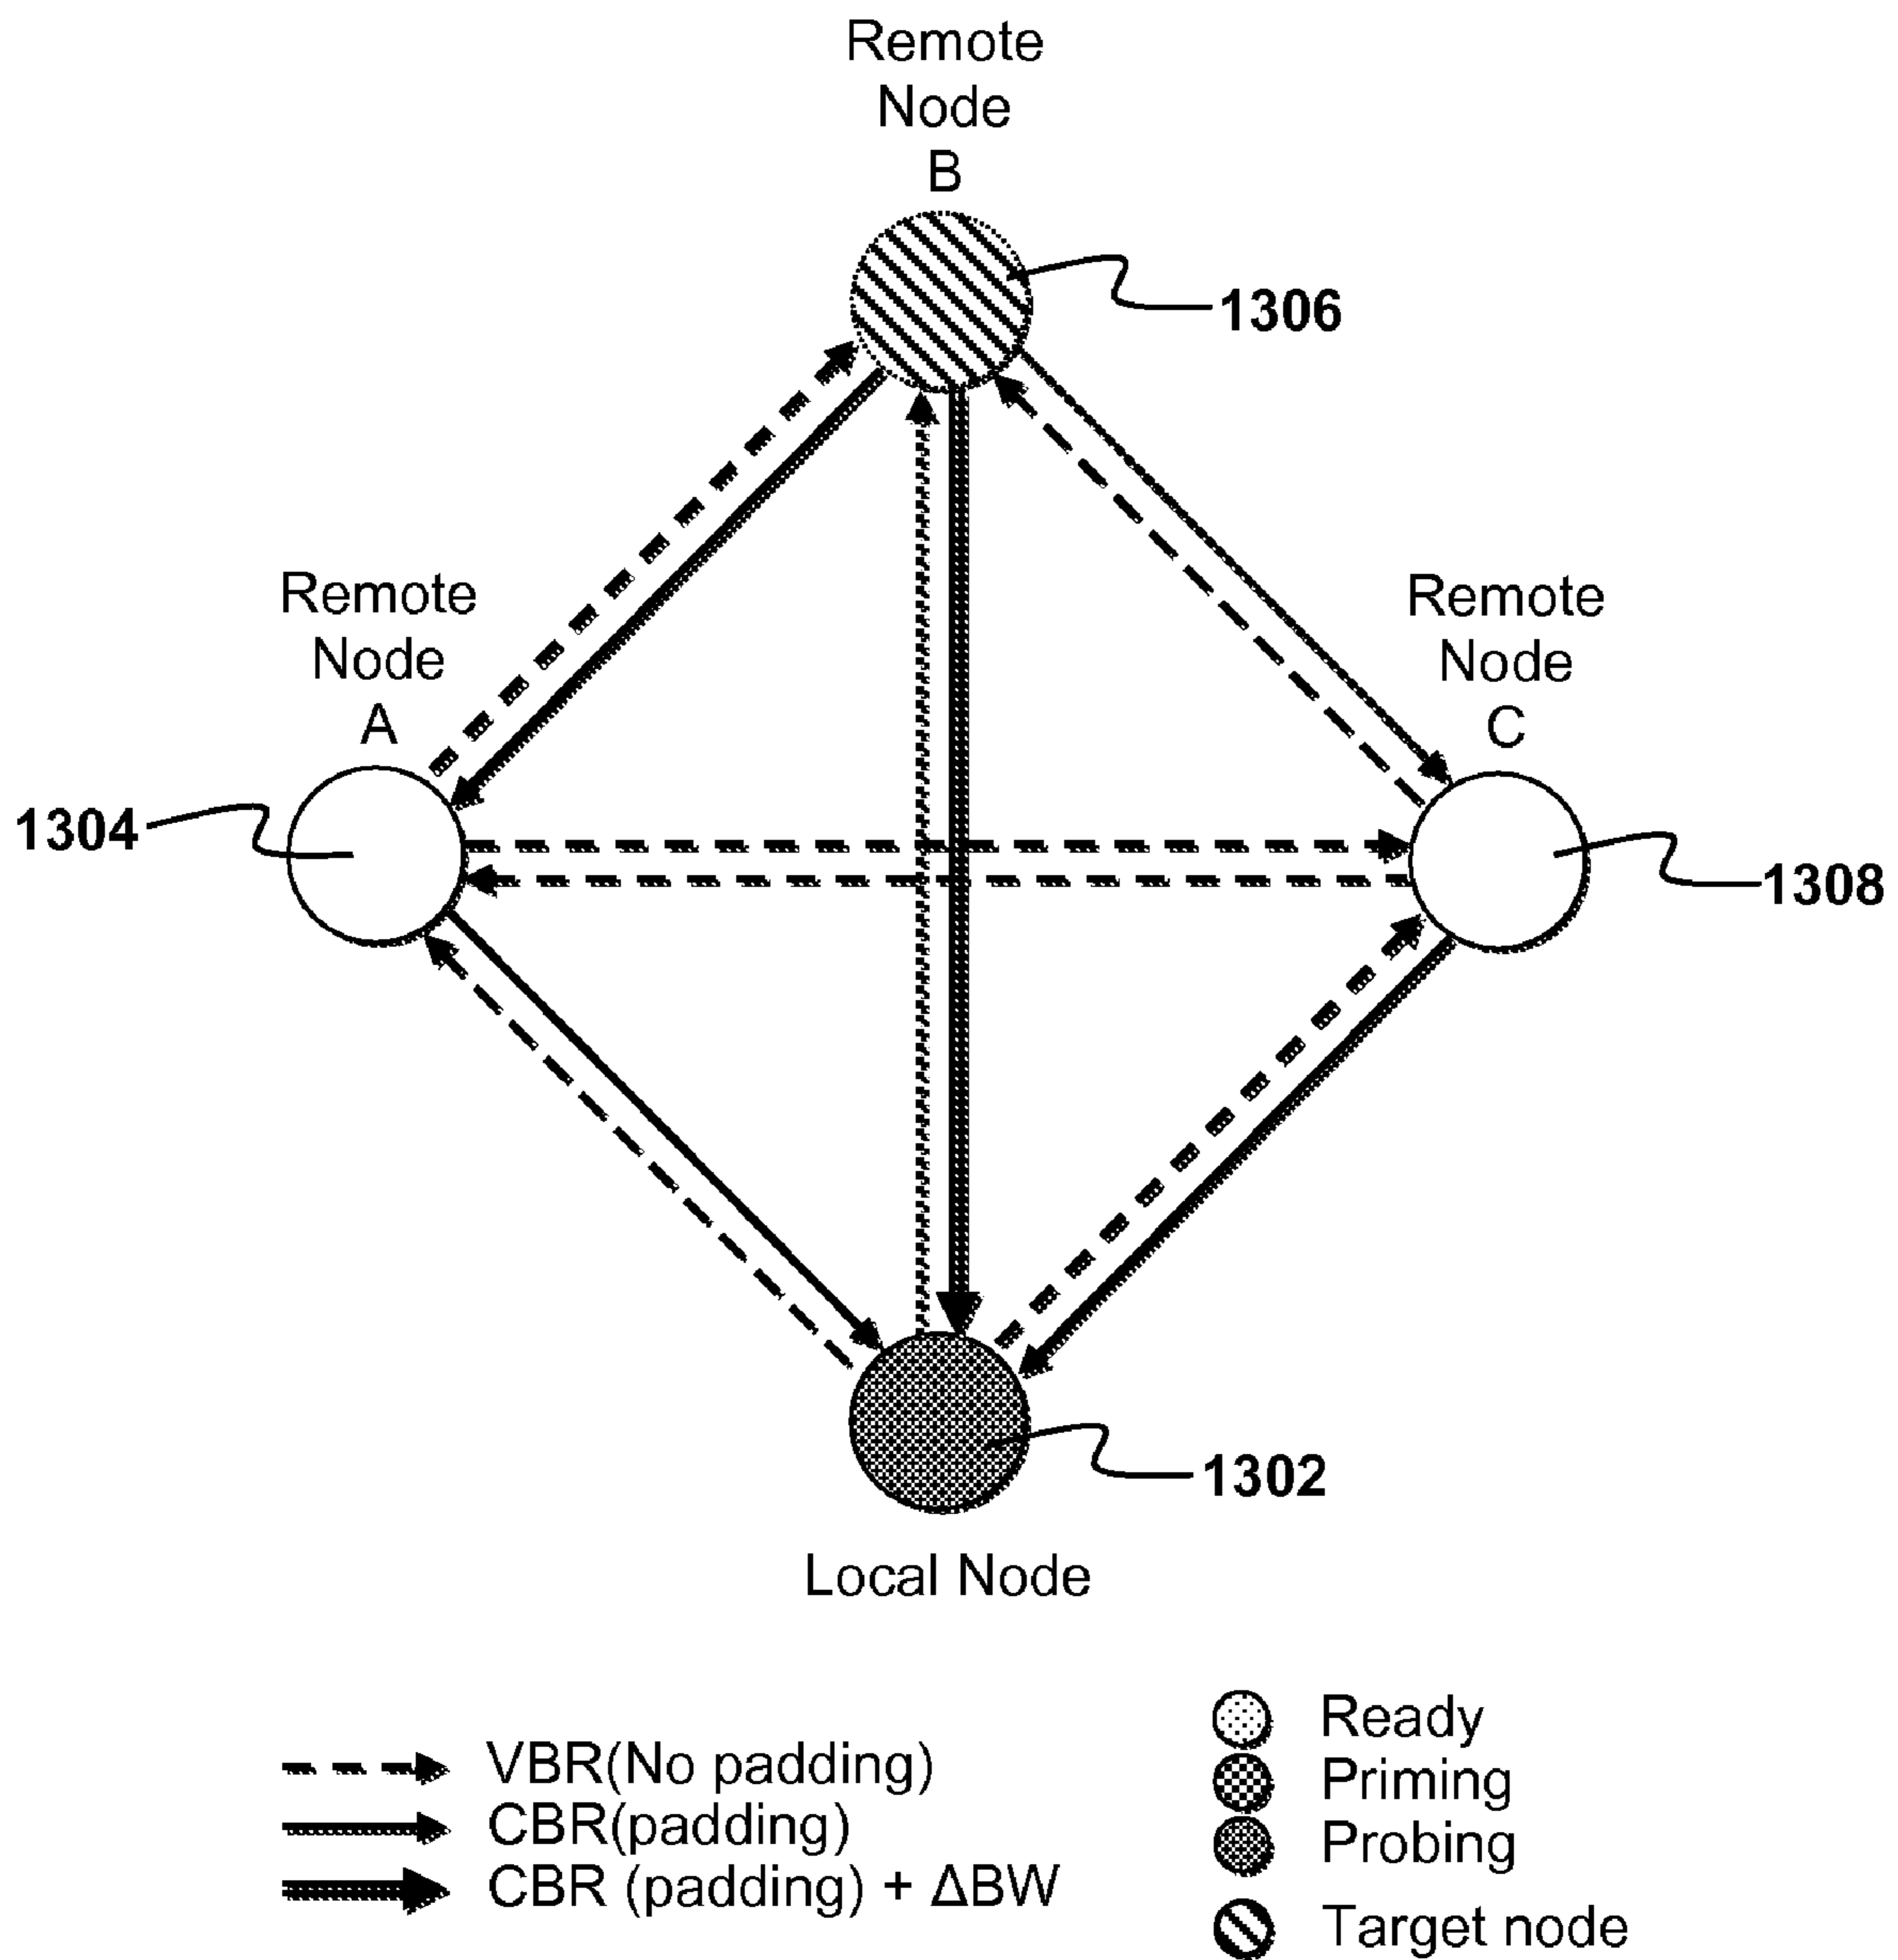 Remote
Node
B
1306
Remote
Node
A
Remote
Node
C
1304
1308
1302
Local Node
VBR(No padding)
CBR(padding)
CBR (padding) + ΔBW
Ready
Priming
Probing
Target node